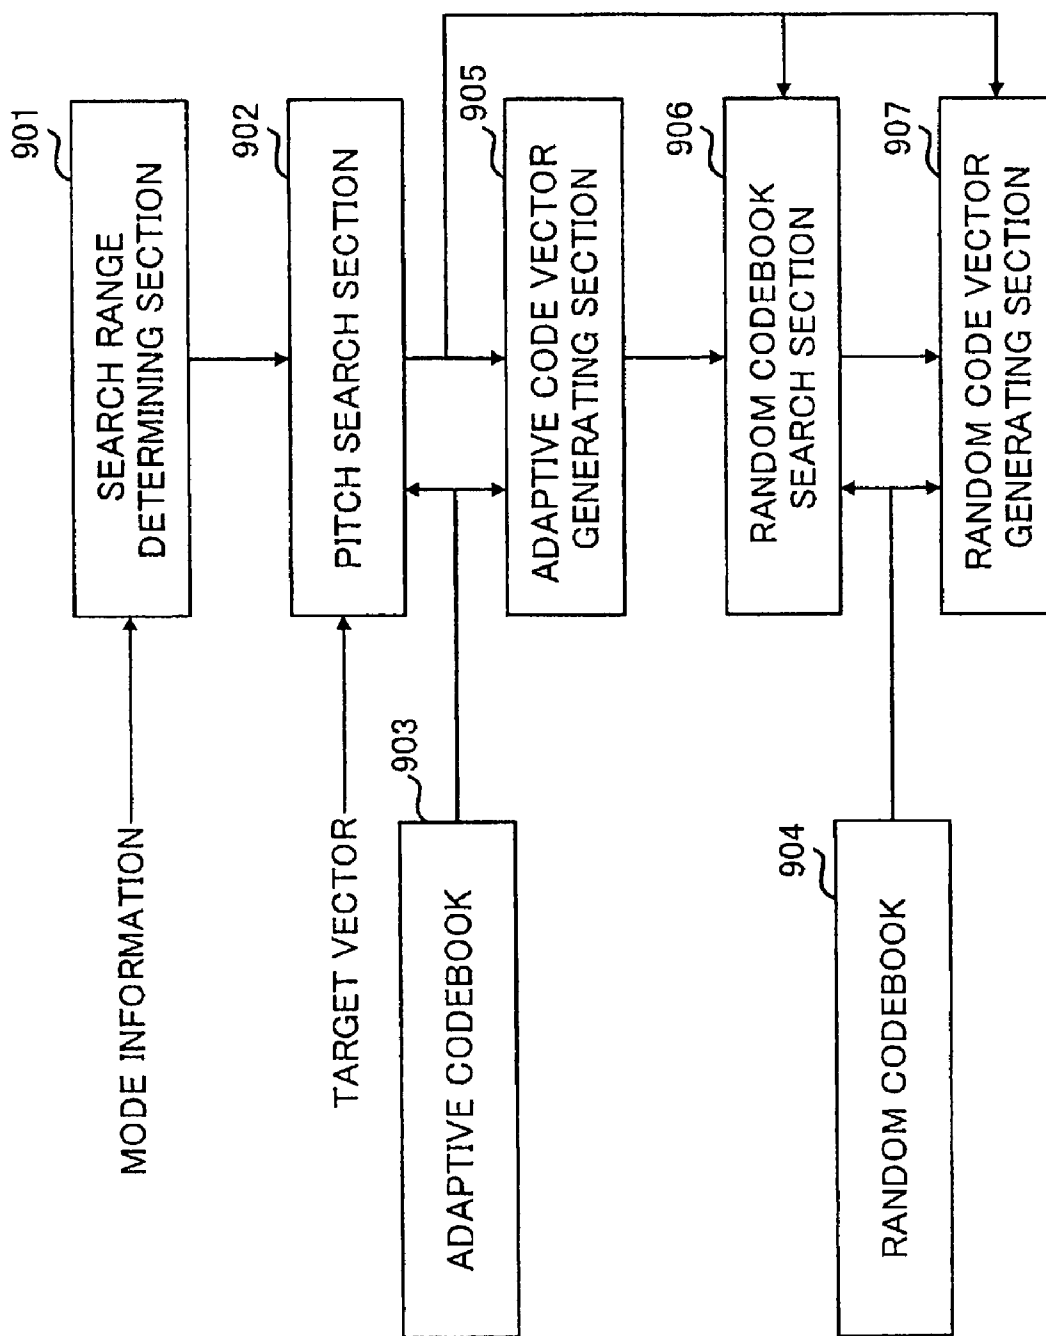 MODE INFORMATION
901
SEARCH RANGE
DETERMINING SECTION
TARGET VECTOR
902
PITCH SEARCH SECTION
903
ADAPTIVE CODEBOOK
905
ADAPTIVE CODE VECTOR
GENERATING SECTION
906
RANDOM CODEBOOK
SEARCH SECTION
904
RANDOM CODEBOOK
907
RANDOM CODE VECTOR
GENERATING SECTION